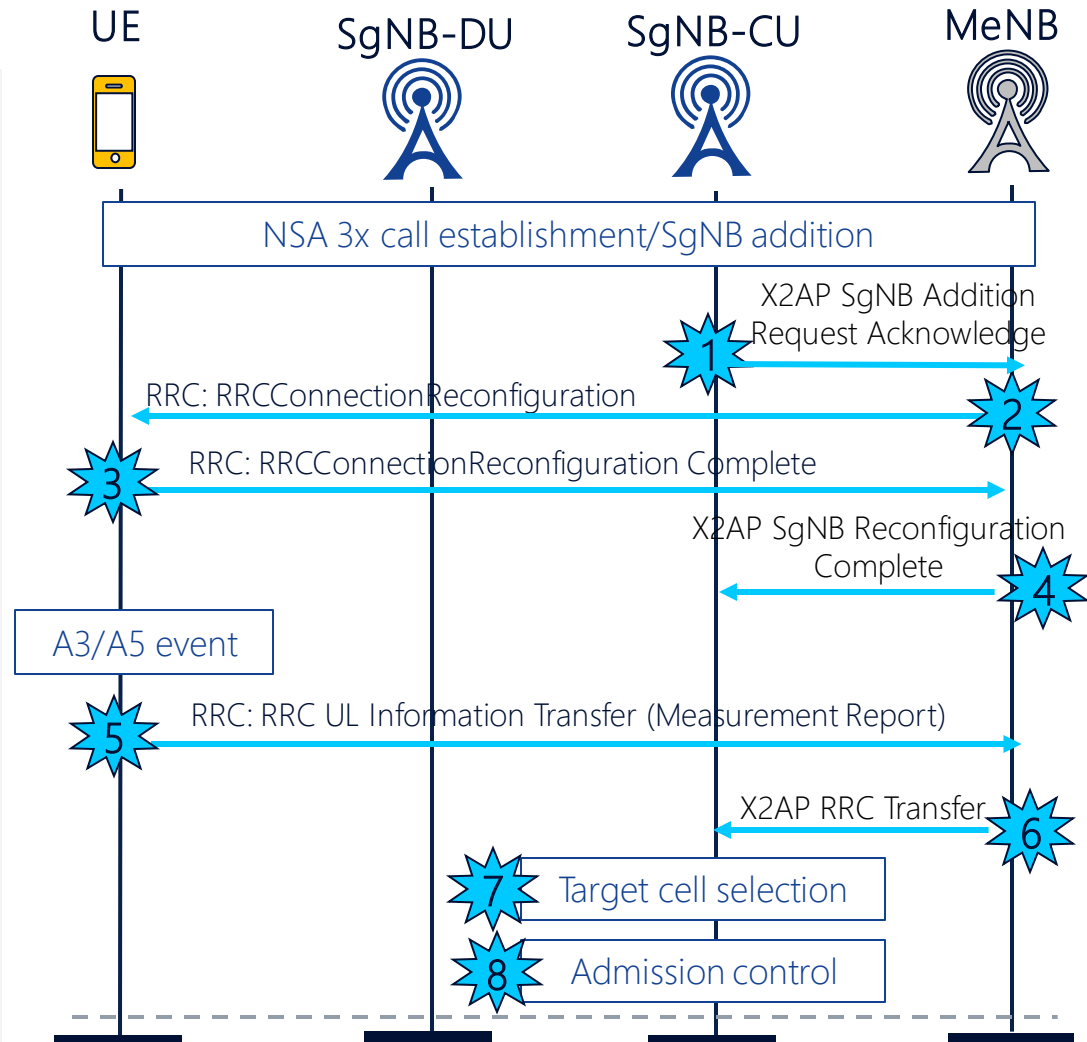 UE
SgNB-DU
SgNB-CU
MeNB
NSA 3x call establishment/SgNB addition
X2AP SgNB Addition
Request Acknowledge
1
RRC: RRCConnectionReconfiguration
2
RRC: RRCConnectionReconfiguration Complete
3
X2AP SgNB Reconfiguration
Complete
4
A3/A5 event
RRC: RRC UL Information Transfer (Measurement Report)
5
X2AP RRC Transfer
6
7
Target cell selection
8
Admission control